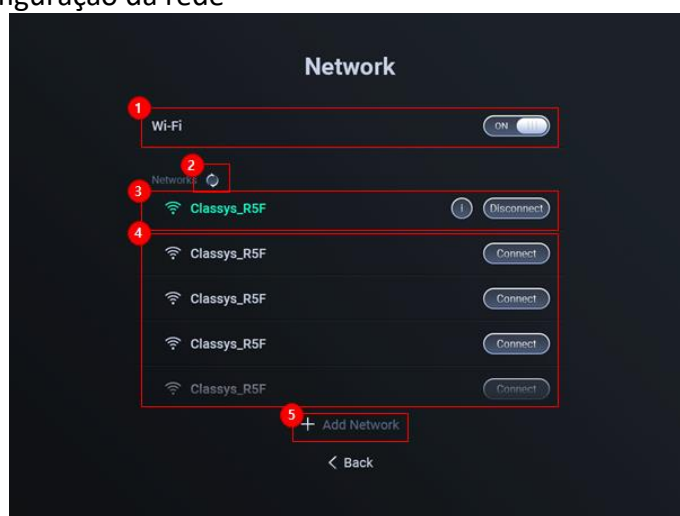 nguração da rede
Network
1
Wi-Fi
ON
2
Networks
3
Classys_R5F
i
Disconnect
4
Classys_R5F
Connect
Classys_R5F
Connect
Classys_R5F
Connect
Classys_R5F
Connect
5
+ Add Network
< Back